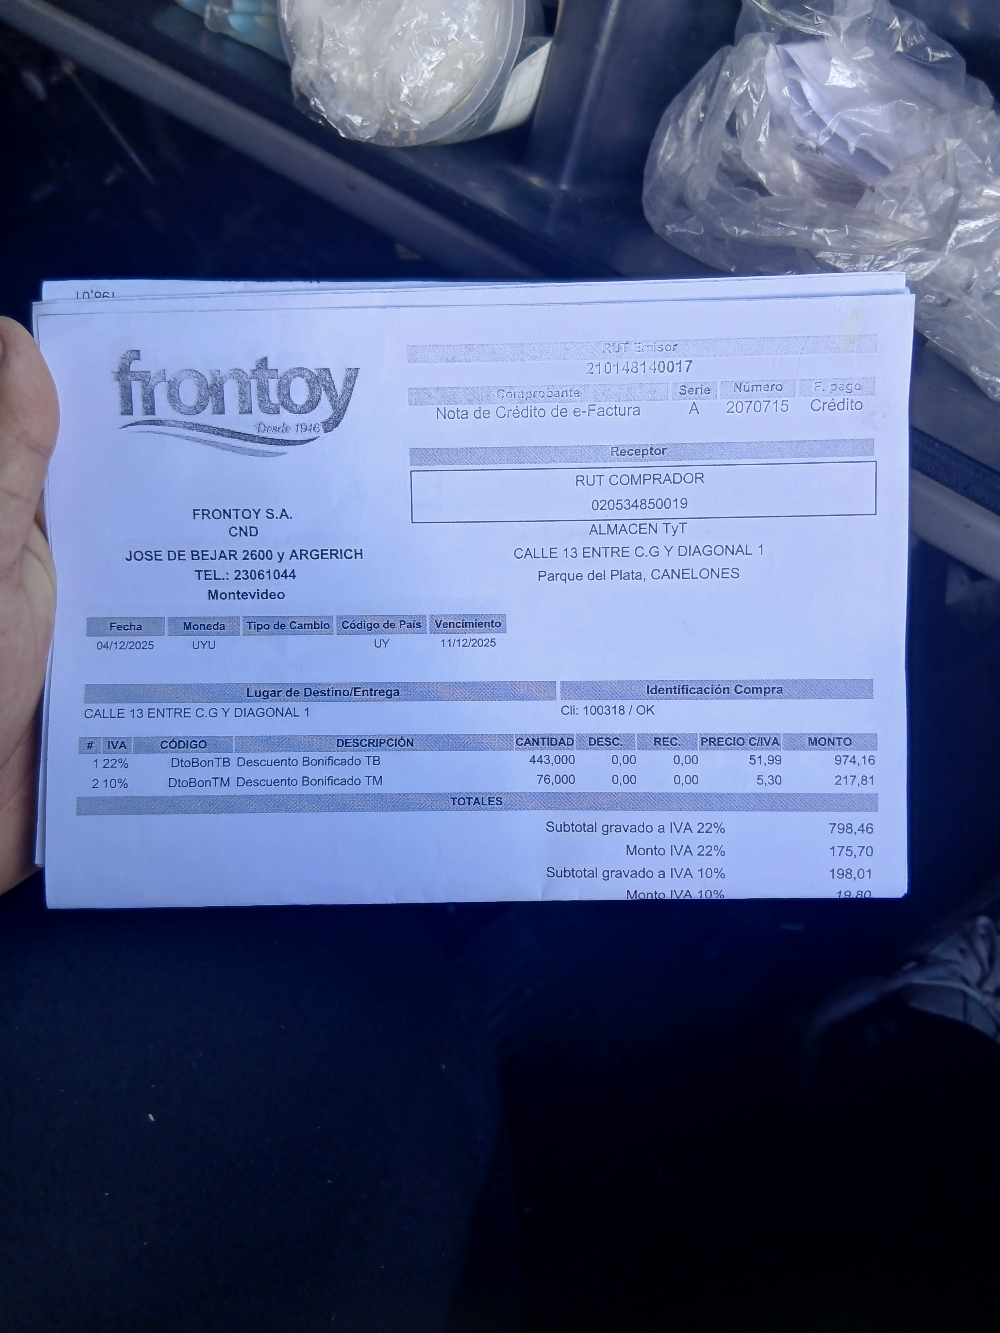 frontoy
Desde 1946
RUT Emisor
210148140017
Comprobante Serie Número F. pago
Nota de Crédito de e-Factura A 2070715 Crédito
Receptor
RUT COMPRADOR
020534850019
ALMACEN TyT
CALLE 13 ENTRE C.G Y DIAGONAL 1
Parque del Plata, CANELONES
FRONTOY S.A.
CND
JOSE DE BEJAR 2600 y ARGERICH
TEL.: 23061044
Montevideo
Fecha Moneda Tipo de Cambio Código de País Vencimiento
04/12/2025 UYU UY 11/12/2025
Lugar de Destino/Entrega Identificación Compra
CALLE 13 ENTRE C.G Y DIAGONAL 1 Cli: 100318 / OK
# IVA CÓDIGO DESCRIPCIÓN CANTIDAD DESC. REC. PRECIO C/IVA MONTO
1 22% DtoBonTB Descuento Bonificado TB 443,000 0,00 0,00 51,99 974,16
2 10% DtoBonTM Descuento Bonificado TM 76,000 0,00 0,00 5,30 217,81
TOTALES
Subtotal gravado a IVA 22% 798,46
Monto IVA 22% 175,70
Subtotal gravado a IVA 10% 198,01
Monto IVA 10% 19,80